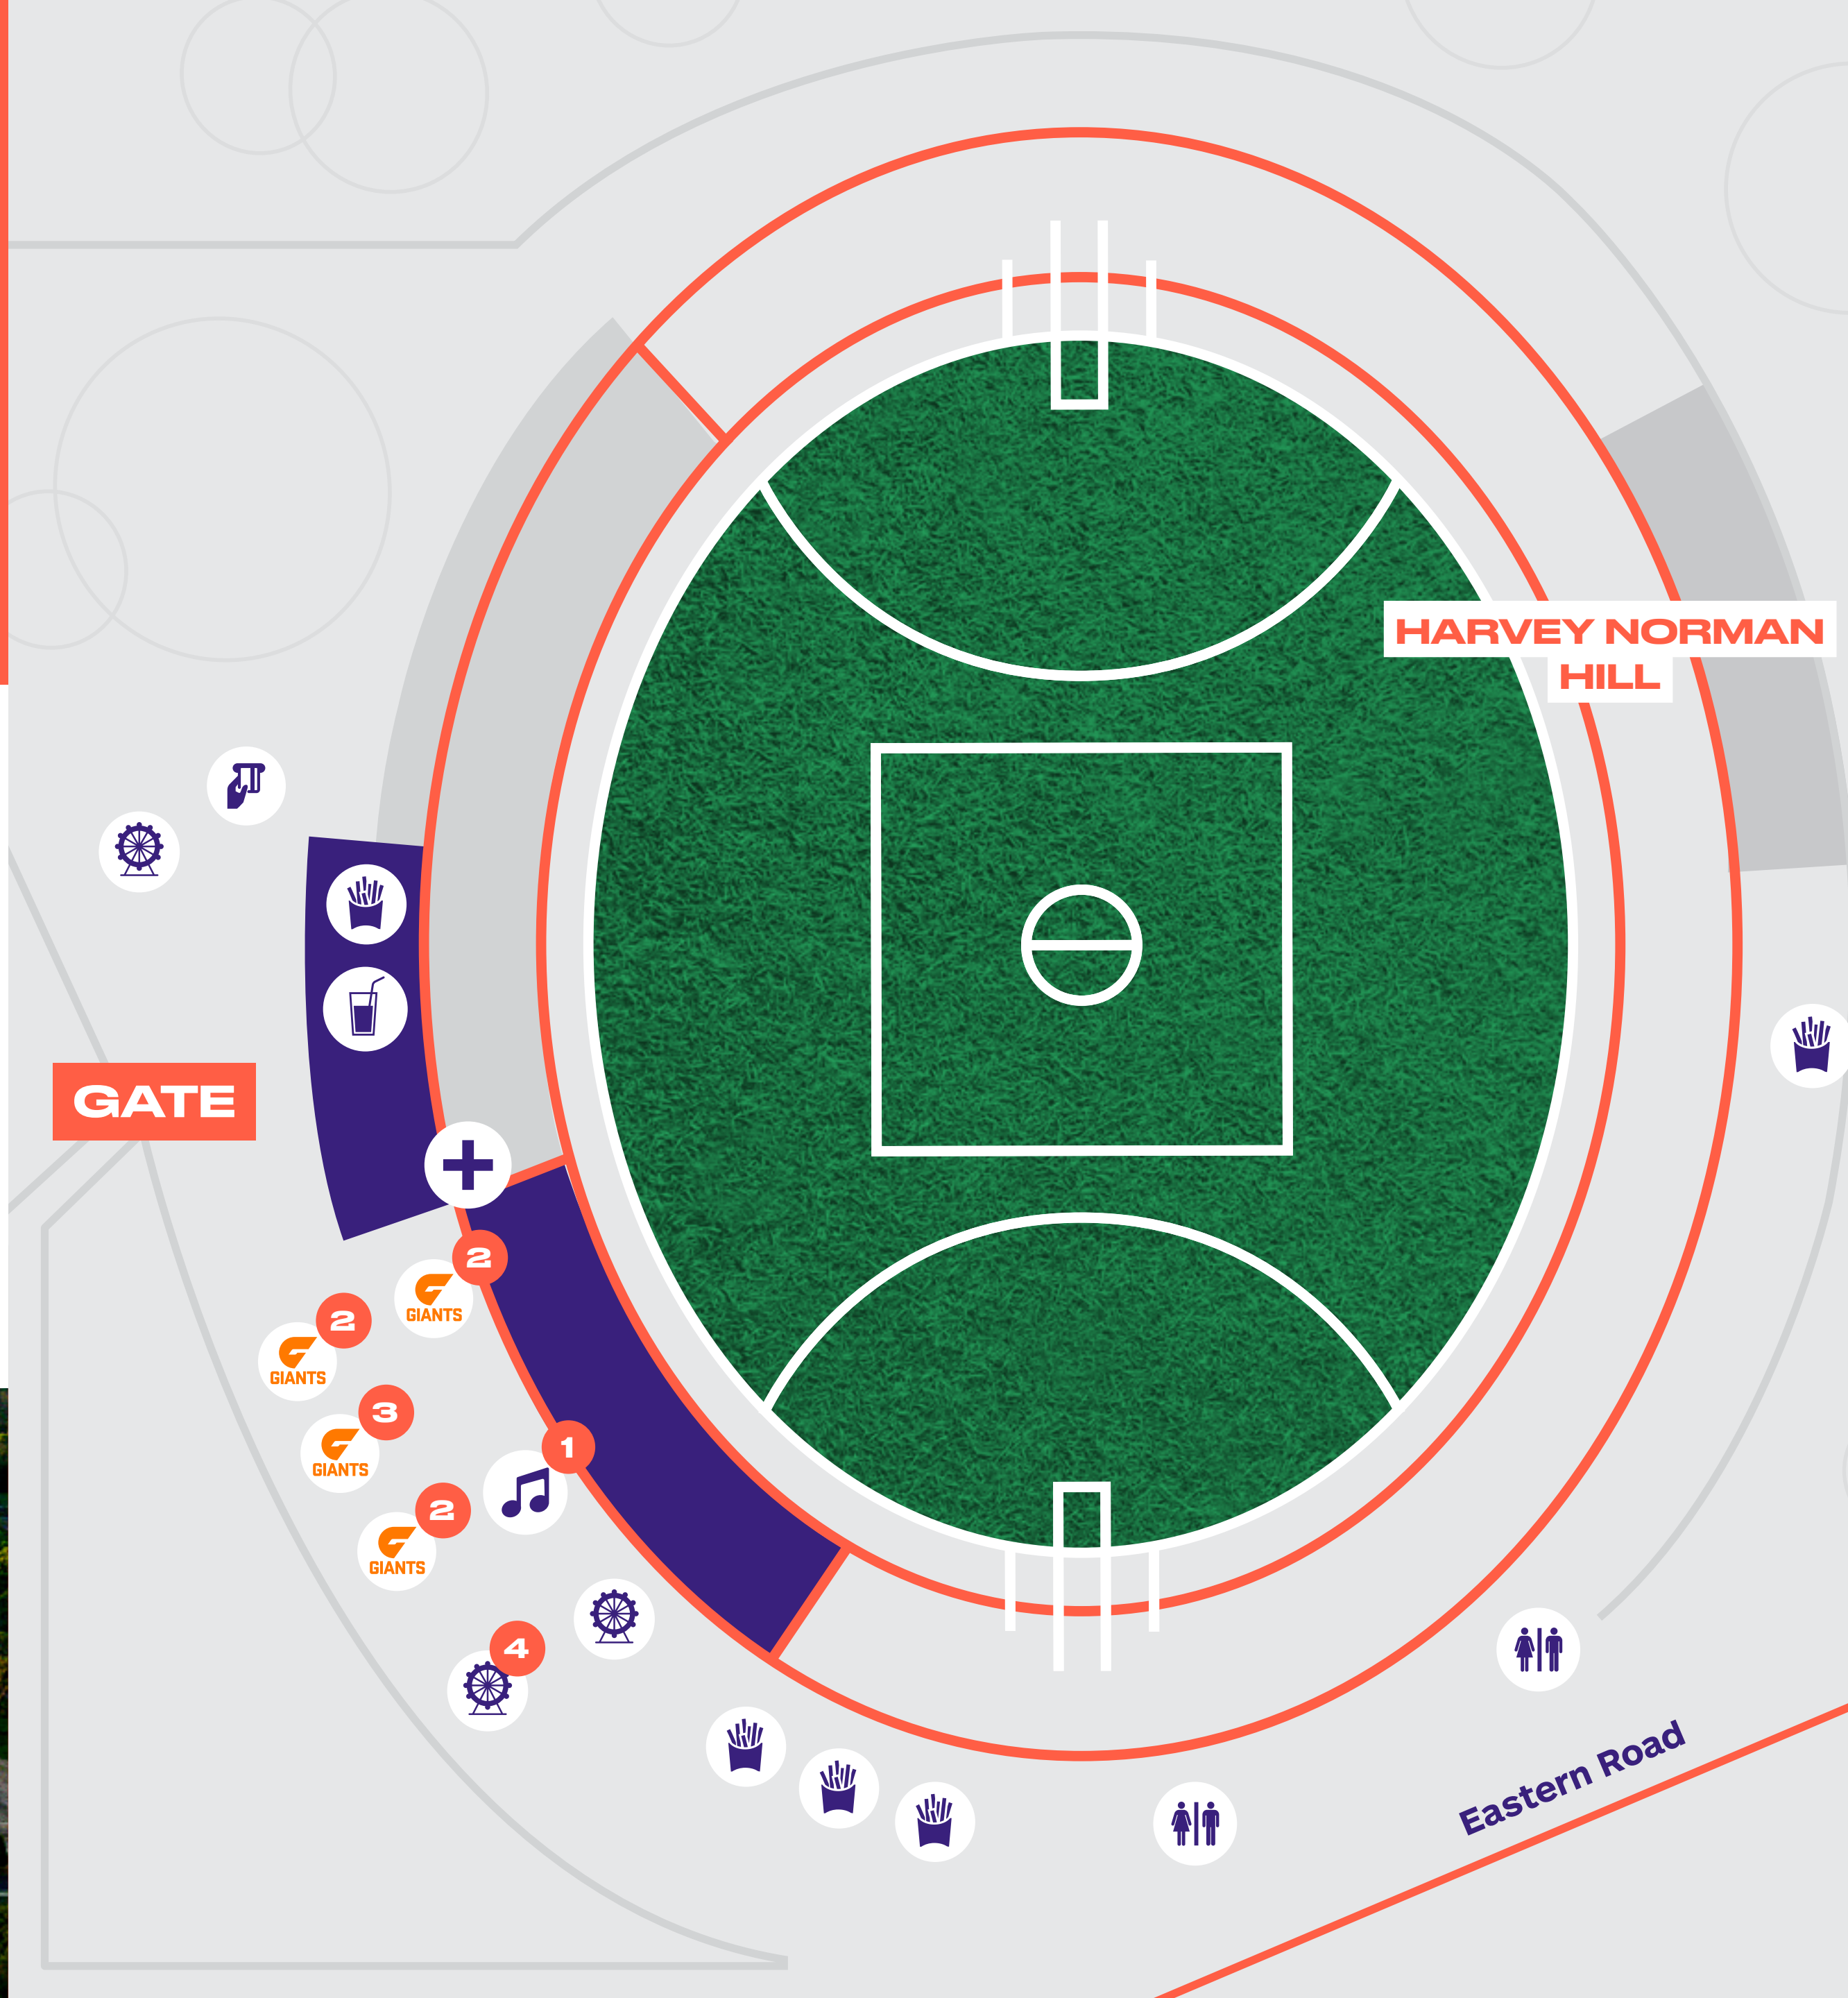 HARVEY NORMAN
HILL
GATE
2
GIANTS
2
GIANTS
3
GIANTS
1
2
GIANTS
4
Eastern Road